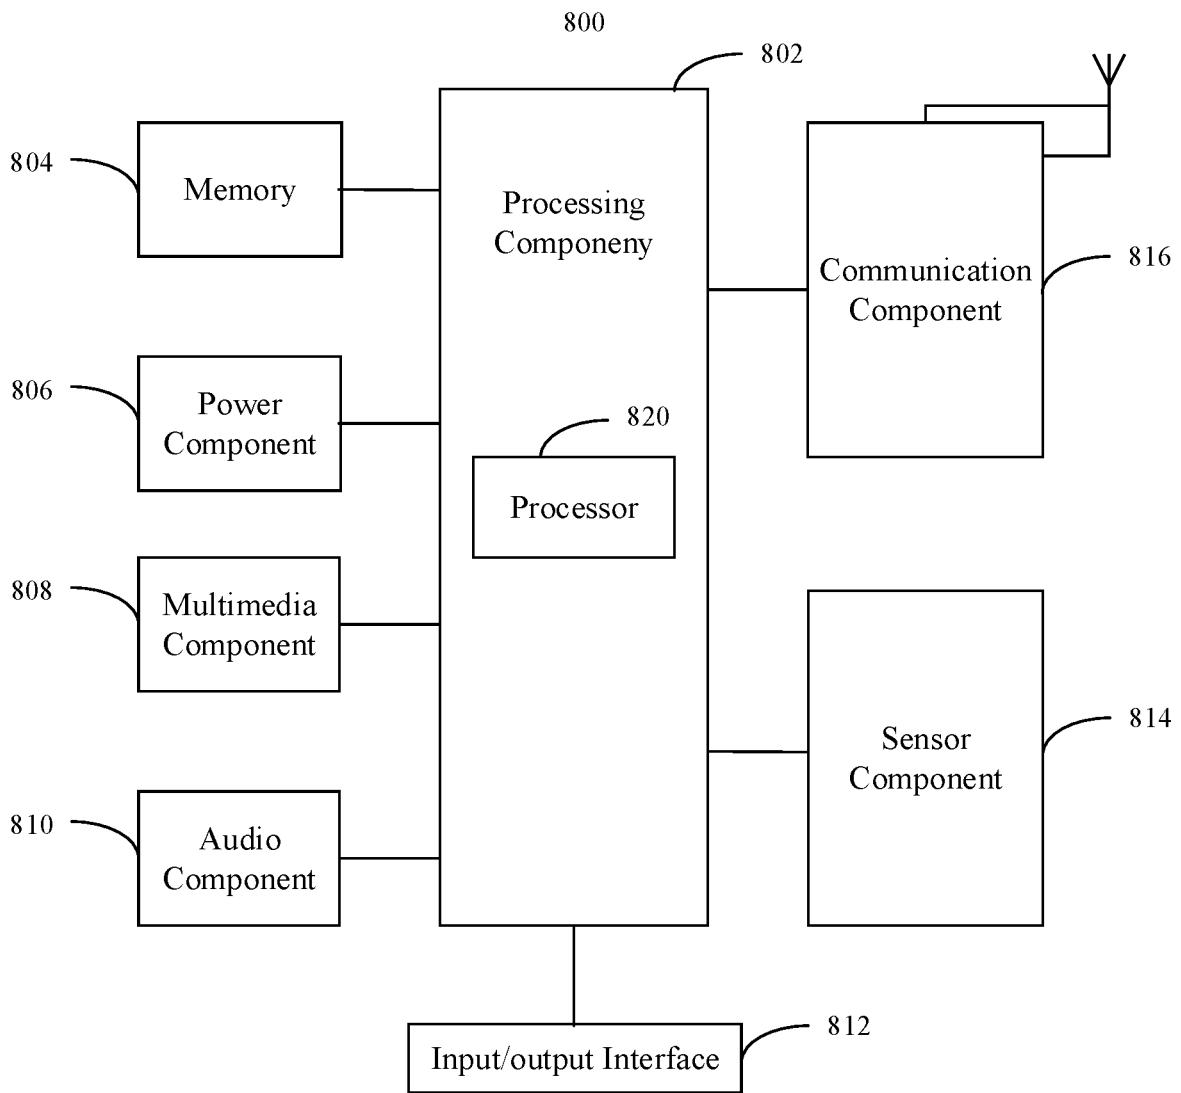 800
802
804
Memory
Processing
Componeny
Communication
Component
816
806
Power
Component
820
Processor
808
Multimedia
Component
814
Sensor
Component
810
Audio
Component
812
Input/output Interface